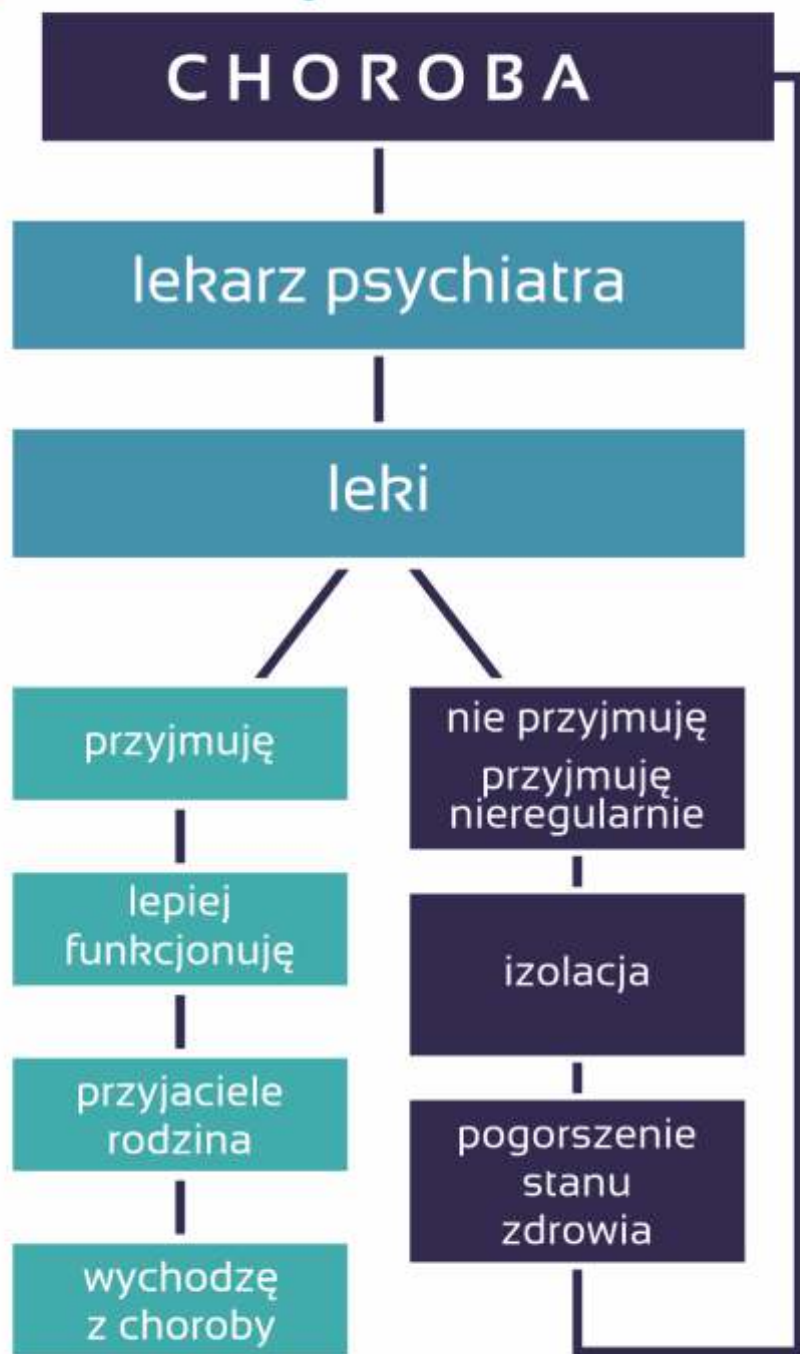 CHOROBA
lekarz psychiatra
leki
przyjmuję
lepiej
funkcjonuję
przyjaciele
rodzina
wychodzę
z choroby
nie przyjmuję
przyjmuję
nieregularnie
izolacja
pogorszenie
stanu
zdrowia